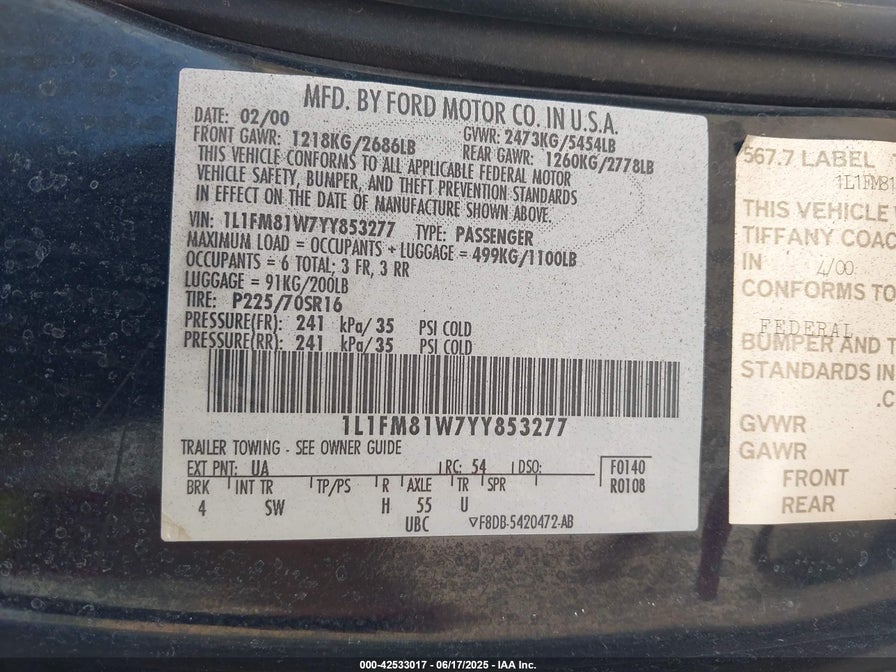 MFD. BY FORD MOTOR CO. IN U.S.A.
DATE: 02/00 GVWR: 2473KG/5454LB
FRONT GAWR: 1218KG/2686LB REAR GAWR: 1260KG/2778LB
THIS VEHICLE CONFORMS TO ALL APPLICABLE FEDERAL MOTOR
VEHICLE SAFETY, BUMPER, AND THEFT PREVENTION STANDARDS
IN EFFECT ON THE DATE OF MANUFACTURE SHOWN ABOVE.
VIN: 1L1FM81W7YY853277 TYPE: PASSENGER
MAXIMUM LOAD = OCCUPANTS + LUGGAGE = 499KG/1100LB
OCCUPANTS = 6 TOTAL; 3 FR, 3 RR
LUGGAGE = 91KG/200LB
TIRE: P225/70SR16
PRESSURE(FR): 241 kPa/35 PSI COLD
PRESSURE(RR): 241 kPa/35 PSI COLD
1L1FM81W7YY853277
TRAILER TOWING - SEE OWNER GUIDE
EXT PNT: UA RC: 54 DSO: F0140
BRK INT TR TP/PS R AXLE TR SPR R0108
4 SW H 55 U
UBC ▽F8DB-5420472-AB
567.7 LABEL
1L1FM81
THIS VEHICLE
TIFFANY COAC
IN 4/00
CONFORMS TO
FEDERAL
BUMPER AND T
STANDARDS IN
.C
GVWR
GAWR
FRONT
REAR
000-42533017 - 06/17/2025 - IAA Inc.